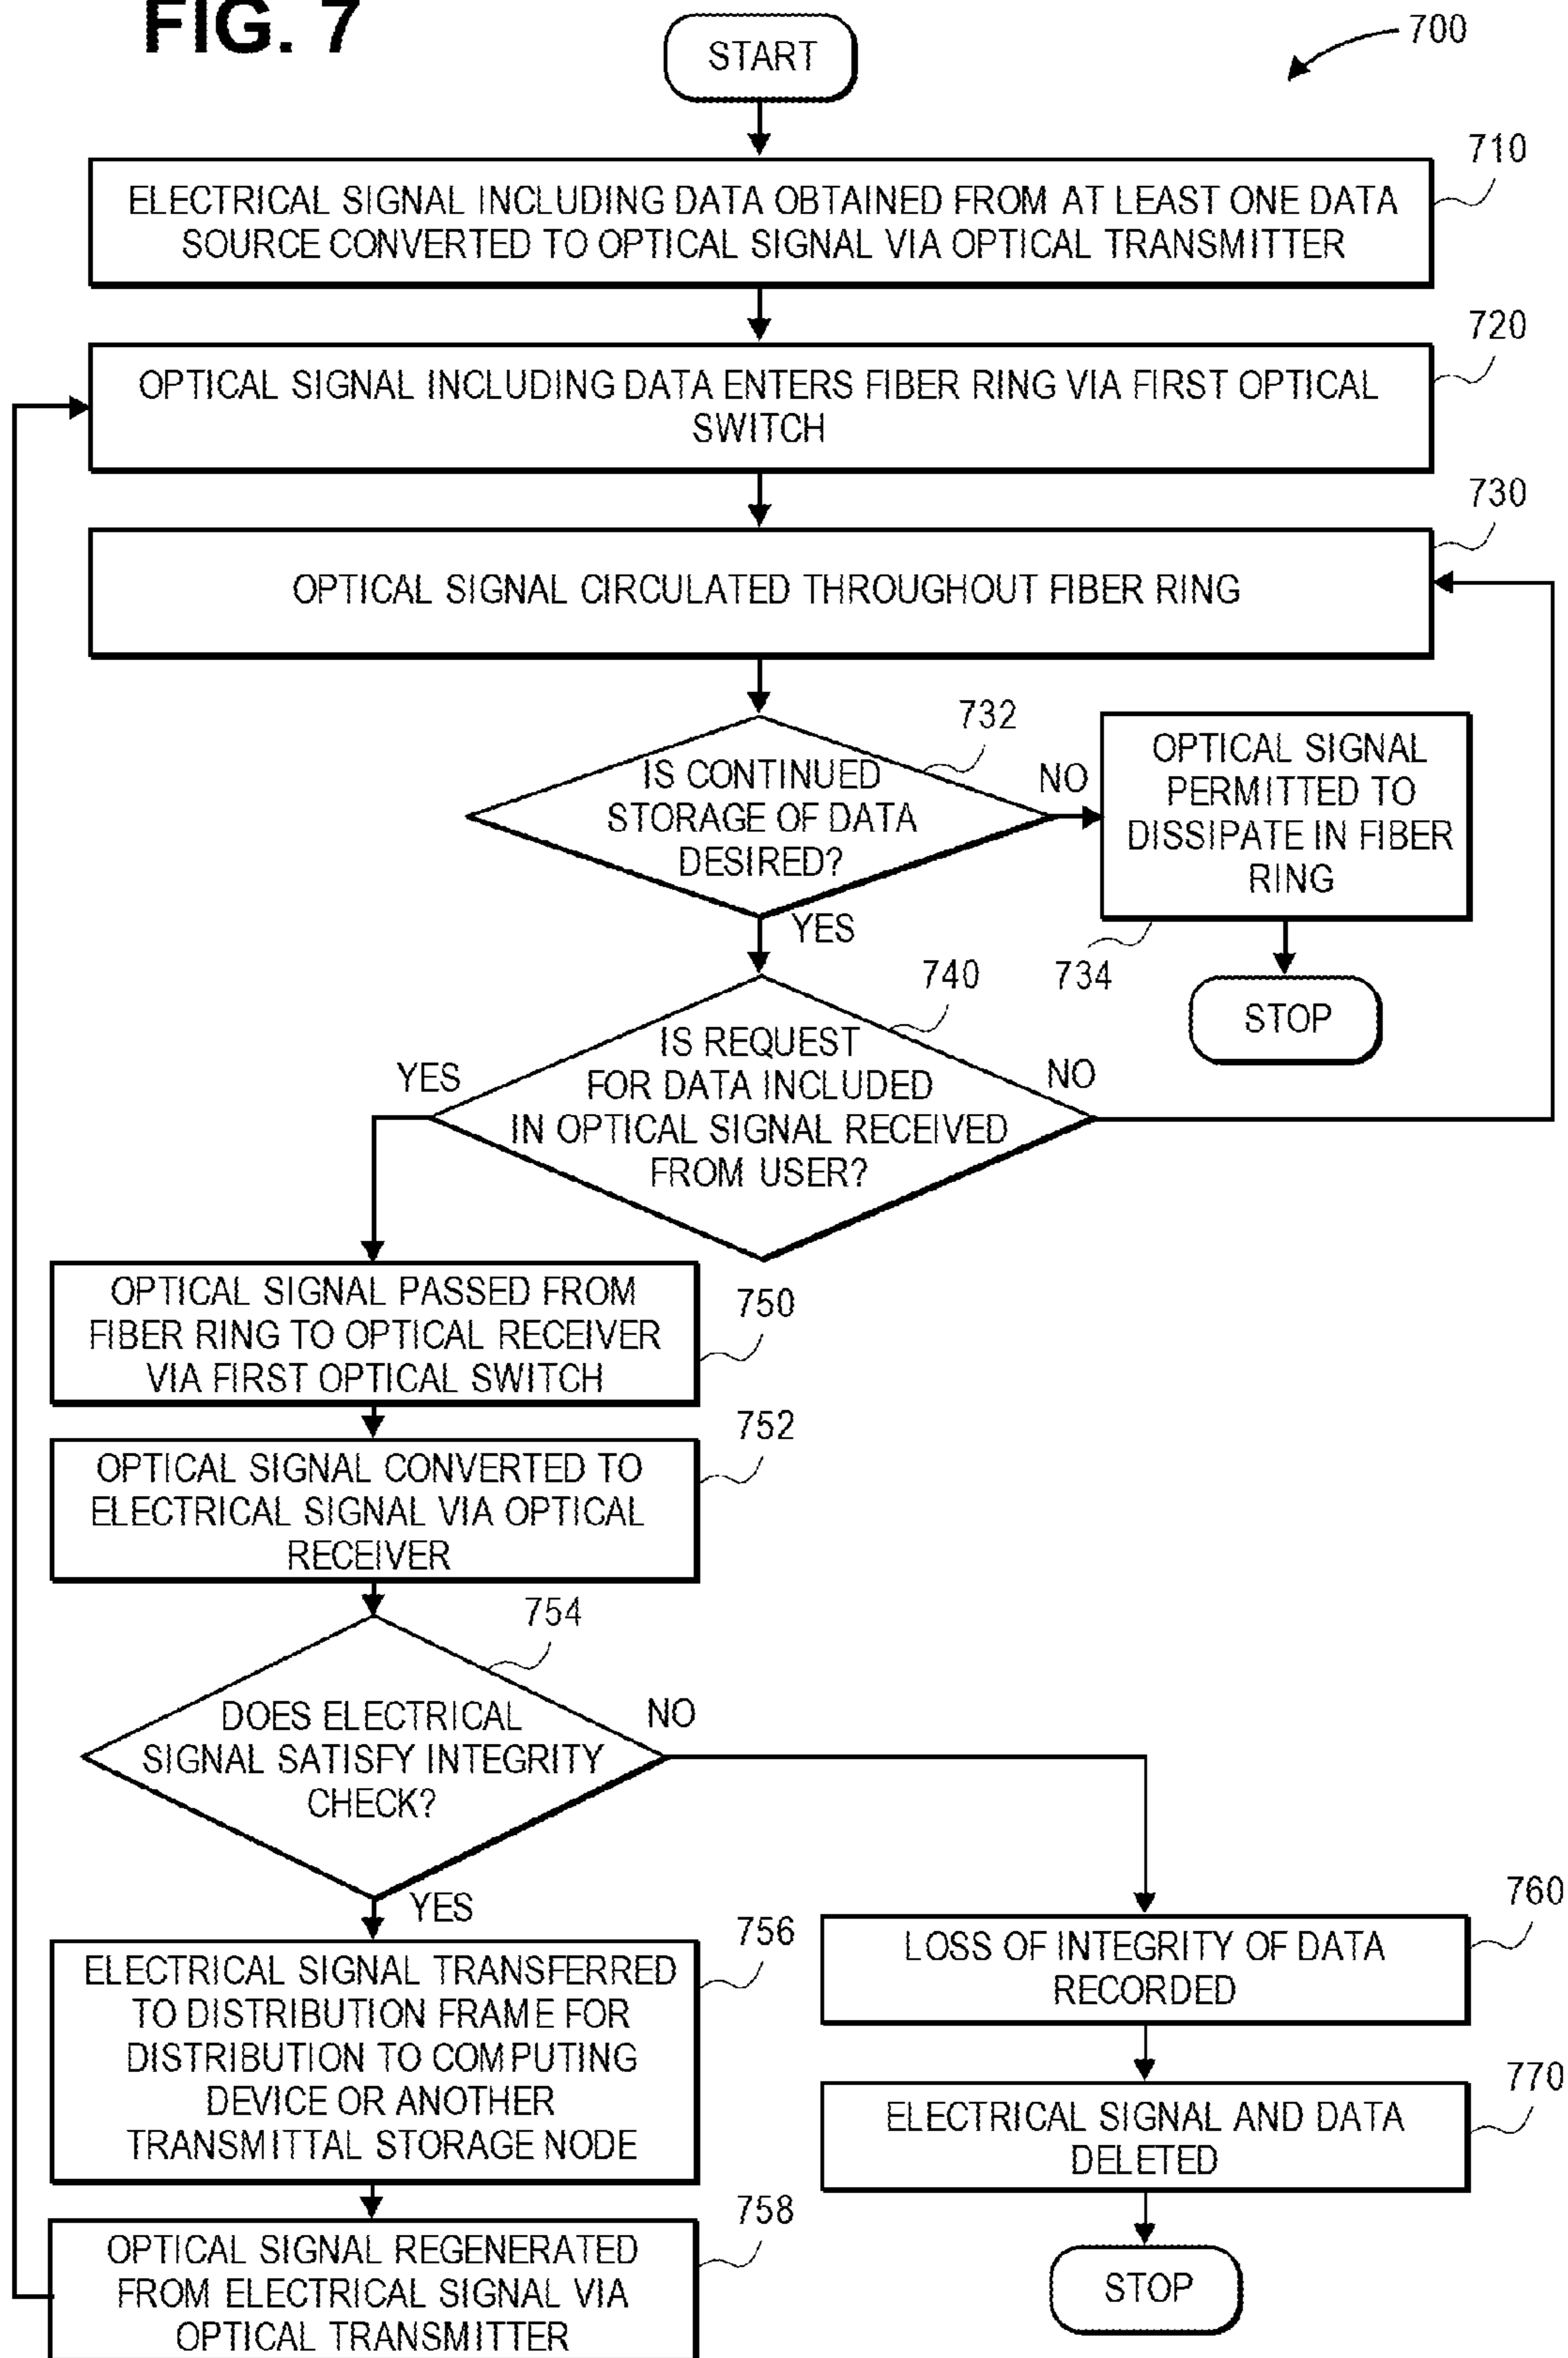 FIG. 7
START
700
710
ELECTRICAL SIGNAL INCLUDING DATA OBTAINED FROM AT LEAST ONE DATA
SOURCE CONVERTED TO OPTICAL SIGNAL VIA OPTICAL TRANSMITTER
720
OPTICAL SIGNAL INCLUDING DATA ENTERS FIBER RING VIA FIRST OPTICAL
SWITCH
730
OPTICAL SIGNAL CIRCULATED THROUGHOUT FIBER RING
732
IS CONTINUED
STORAGE OF DATA
DESIRED?
NO
OPTICAL SIGNAL
PERMITTED TO
DISSIPATE IN FIBER
RING
734
STOP
YES
740
IS REQUEST
FOR DATA INCLUDED
IN OPTICAL SIGNAL RECEIVED
FROM USER?
YES
NO
OPTICAL SIGNAL PASSED FROM
FIBER RING TO OPTICAL RECEIVER
VIA FIRST OPTICAL SWITCH
750
752
OPTICAL SIGNAL CONVERTED TO
ELECTRICAL SIGNAL VIA OPTICAL
RECEIVER
754
DOES ELECTRICAL
SIGNAL SATISFY INTEGRITY
CHECK?
NO
YES
756
ELECTRICAL SIGNAL TRANSFERRED
TO DISTRIBUTION FRAME FOR
DISTRIBUTION TO COMPUTING
DEVICE OR ANOTHER
TRANSMITTAL STORAGE NODE
758
OPTICAL SIGNAL REGENERATED
FROM ELECTRICAL SIGNAL VIA
OPTICAL TRANSMITTER
760
LOSS OF INTEGRITY OF DATA
RECORDED
770
ELECTRICAL SIGNAL AND DATA
DELETED
STOP